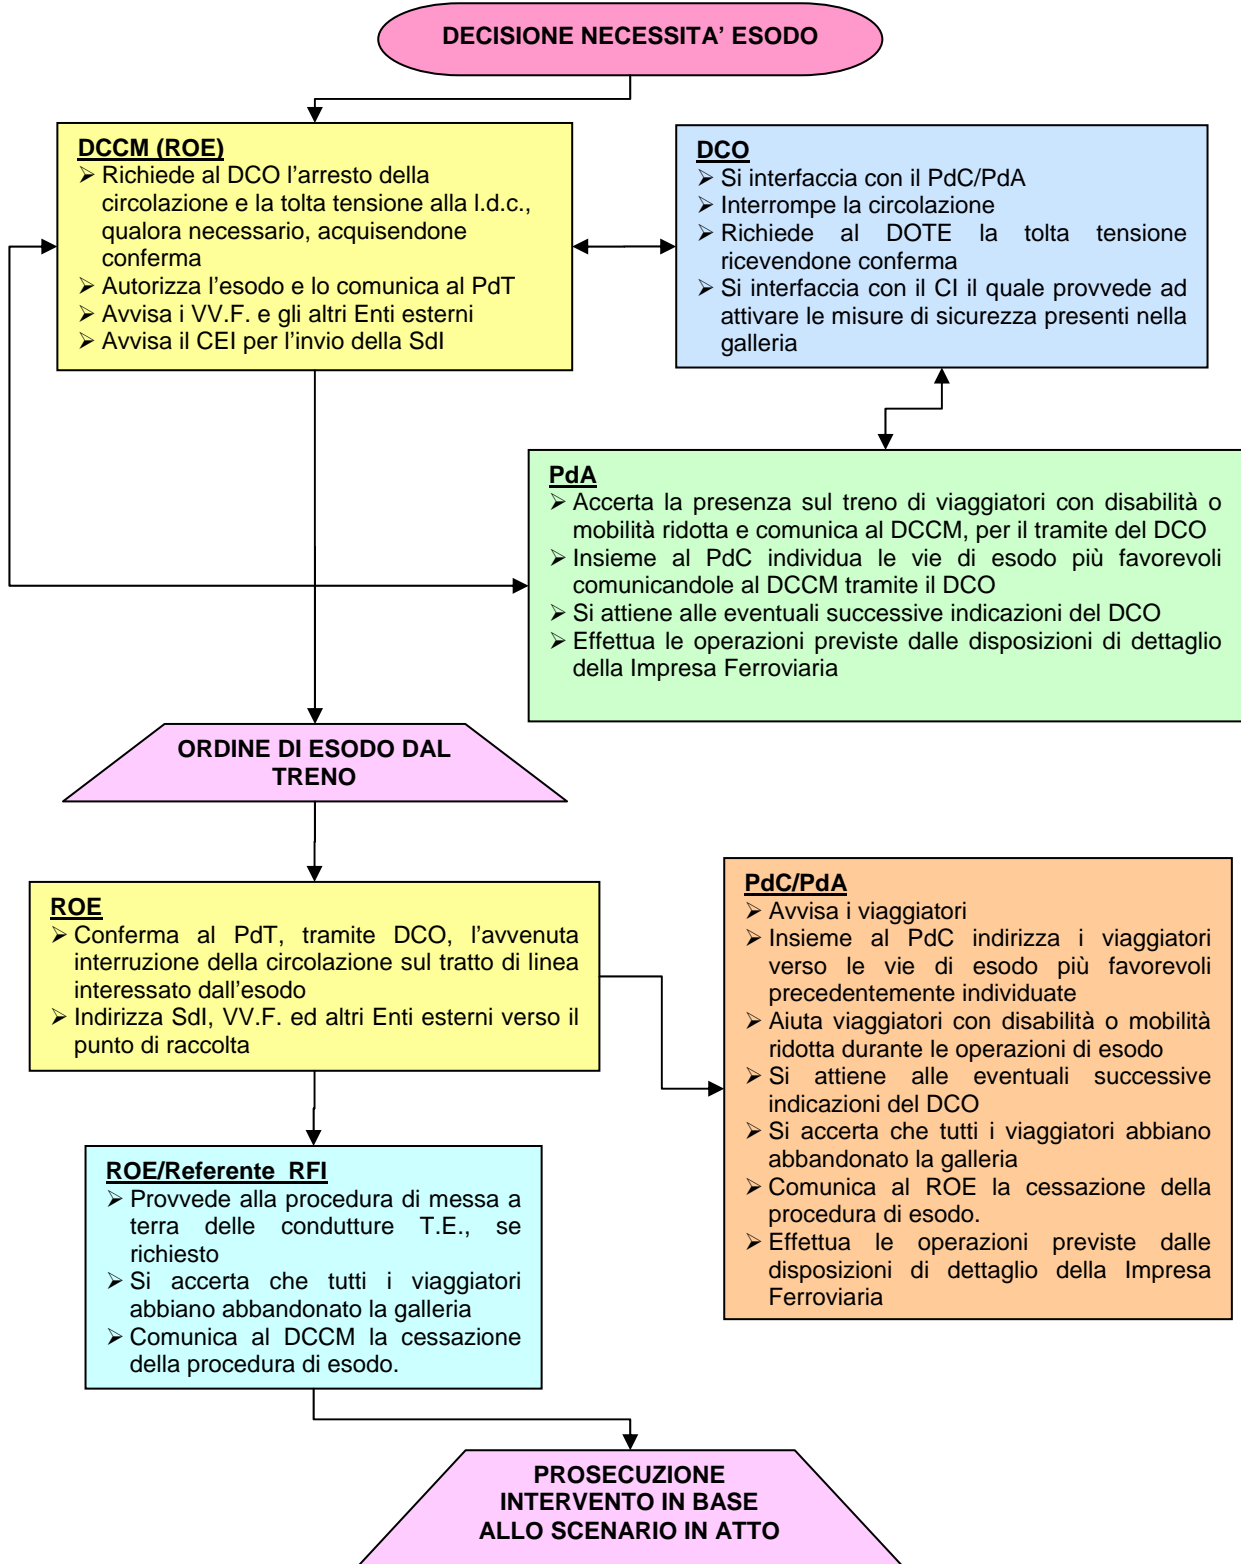 DECISIONE NECESSITA’ ESODO
DCCM (ROE)
➢ Richiede al DCO l’arresto della
circolazione e la tolta tensione alla l.d.c.,
qualora necessario, acquisendone
conferma
➢ Autorizza l’esodo e lo comunica al PdT
➢ Avvisa i VV.F. e gli altri Enti esterni
➢ Avvisa il CEI per l’invio della SdI
DCO
➢ Si interfaccia con il PdC/PdA
➢ Interrompe la circolazione
➢ Richiede al DOTE la tolta tensione
ricevendone conferma
➢ Si interfaccia con il CI il quale provvede ad
attivare le misure di sicurezza presenti nella
galleria
PdA
➢ Accerta la presenza sul treno di viaggiatori con disabilità o
mobilità ridotta e comunica al DCCM, per il tramite del DCO
➢ Insieme al PdC individua le vie di esodo più favorevoli
comunicandole al DCCM tramite il DCO
➢ Si attiene alle eventuali successive indicazioni del DCO
➢ Effettua le operazioni previste dalle disposizioni di dettaglio
della Impresa Ferroviaria
ORDINE DI ESODO DAL
TRENO
ROE
➢ Conferma al PdT, tramite DCO, l’avvenuta
interruzione della circolazione sul tratto di linea
interessato dall’esodo
➢ Indirizza SdI, VV.F. ed altri Enti esterni verso il
punto di raccolta
PdC/PdA
➢ Avvisa i viaggiatori
➢ Insieme al PdC indirizza i viaggiatori
verso le vie di esodo più favorevoli
precedentemente individuate
➢ Aiuta viaggiatori con disabilità o mobilità
ridotta durante le operazioni di esodo
➢ Si attiene alle eventuali successive
indicazioni del DCO
➢ Si accerta che tutti i viaggiatori abbiano
abbandonato la galleria
➢ Comunica al ROE la cessazione della
procedura di esodo.
➢ Effettua le operazioni previste dalle
disposizioni di dettaglio della Impresa
Ferroviaria
ROE/Referente RFI
➢ Provvede alla procedura di messa a
terra delle condutture T.E., se
richiesto
➢ Si accerta che tutti i viaggiatori
abbiano abbandonato la galleria
➢ Comunica al DCCM la cessazione
della procedura di esodo.
PROSECUZIONE
INTERVENTO IN BASE
ALLO SCENARIO IN ATTO